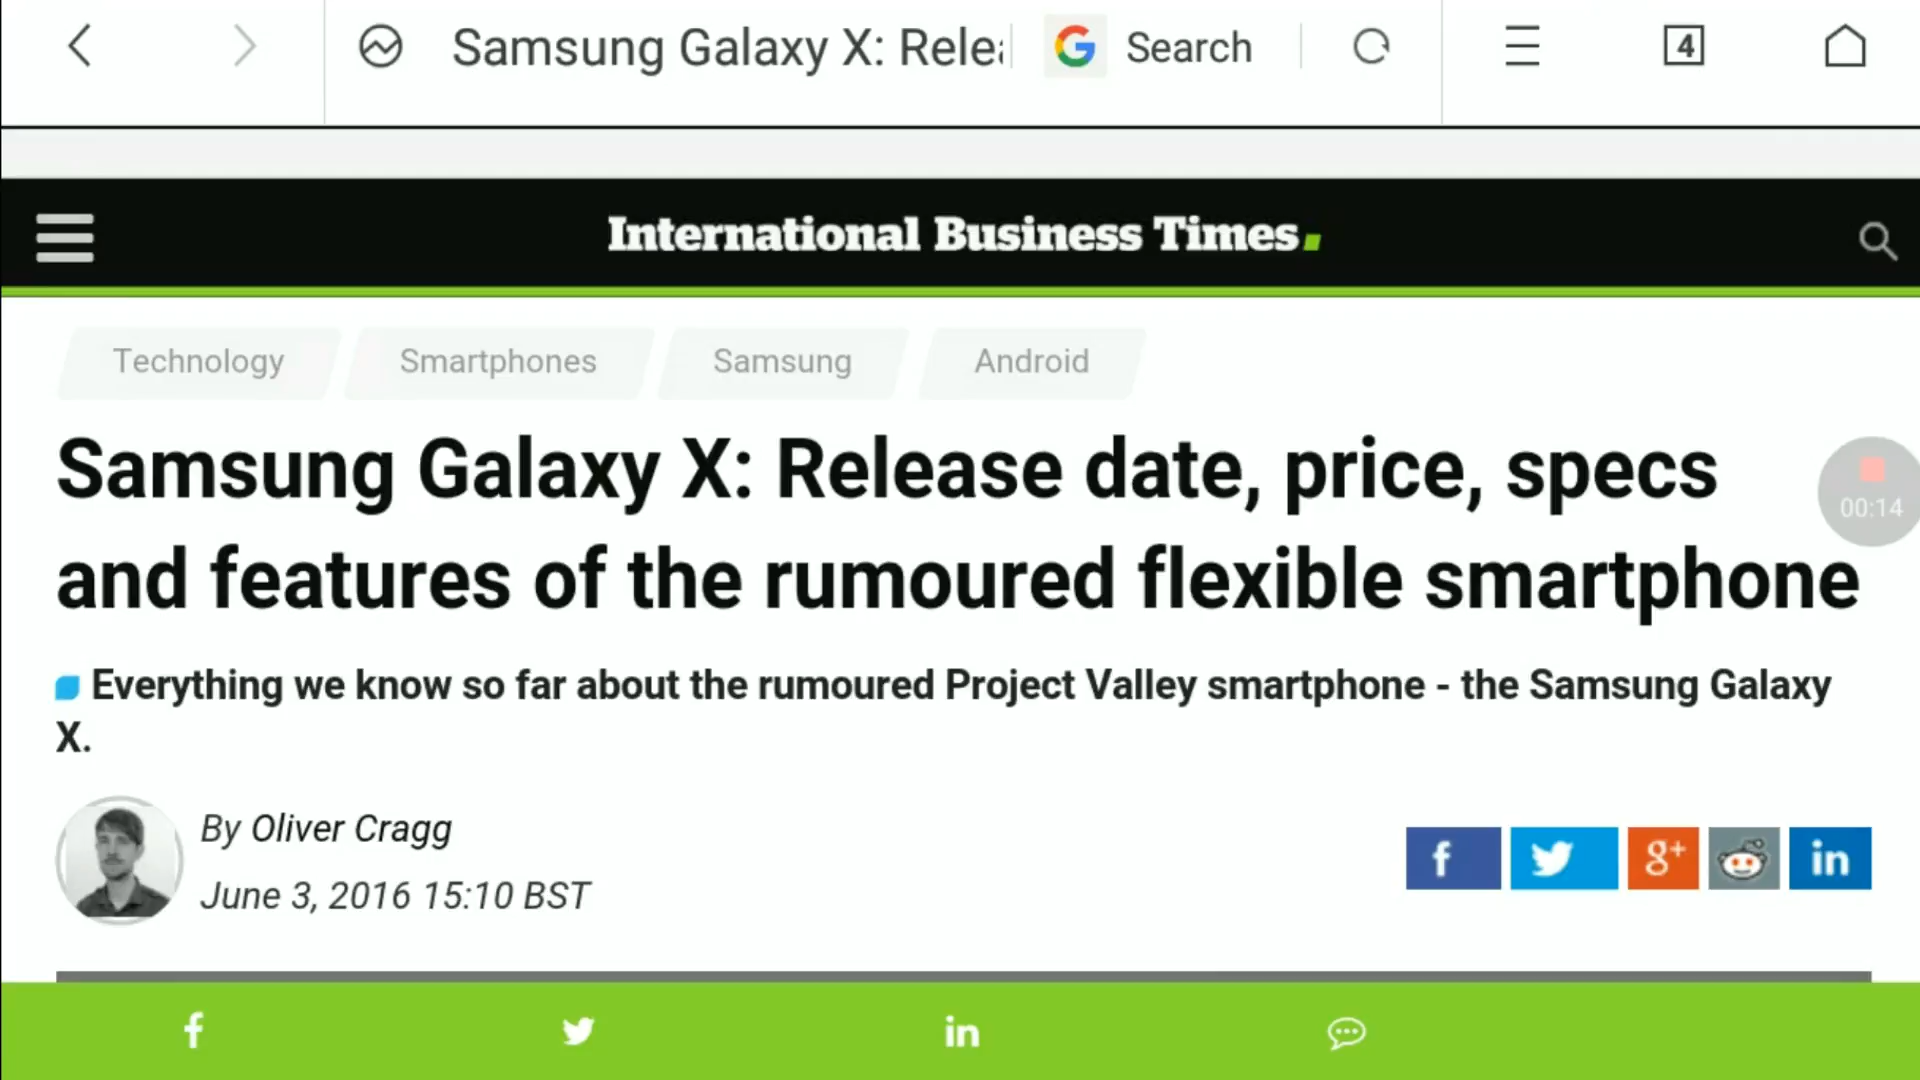 Samsung Galaxy X: Relea
Search
4
International Business Times.
Technology
Smartphones
Samsung
Android
Samsung Galaxy X: Release date, price, specs
and features of the rumoured flexible smartphone
00:14
Everything we know so far about the rumoured Project Valley smartphone - the Samsung Galaxy
X.
By Oliver Cragg
June 3, 2016 15:10 BST
f
g+
in
f
in